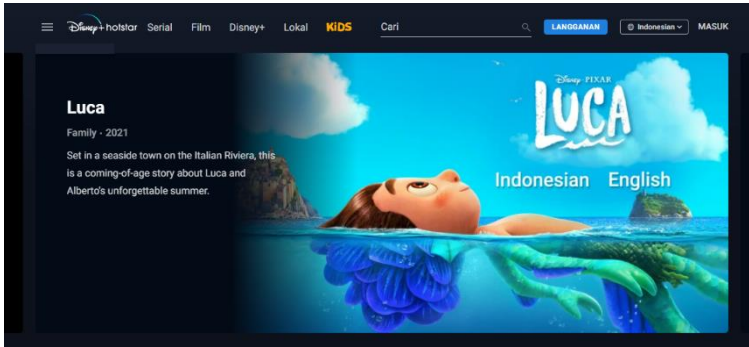 Disney+ hotstar Serial Film Disney+ Lokal KiDS Cari LANGGANAN Indonesian MASUK
Luca
Family · 2021
Set in a seaside town on the Italian Riviera, this
is a coming-of-age story about Luca and
Alberto's unforgettable summer.
Disney·PIXAR
LUCA
Indonesian English